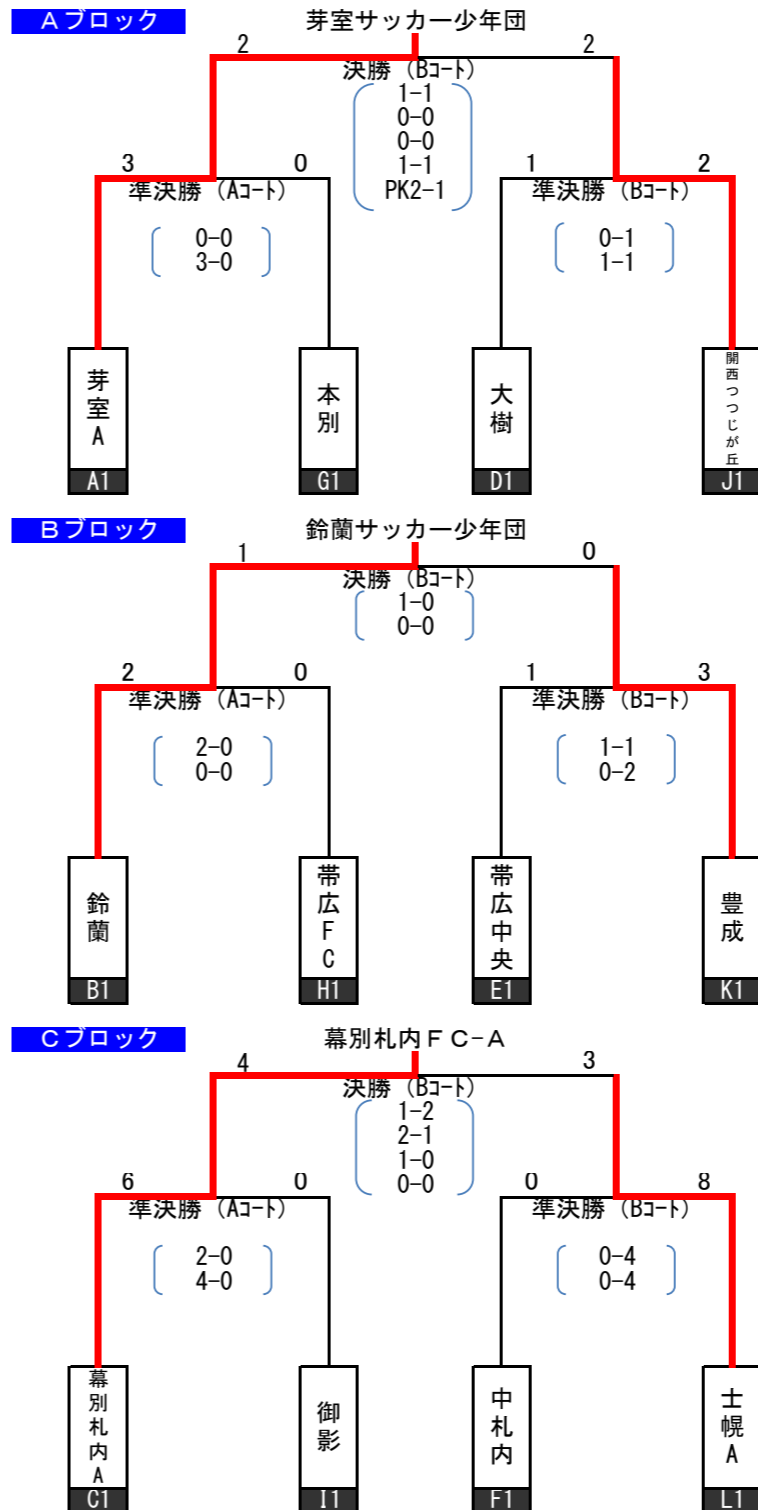 Aブロック
芽室サッカー少年団
2
2
決勝（Bコート）
1-1
0-0
0-0
1-1
PK2-1
3
0
準決勝（Aコート）
0-0
3-0
1
2
準決勝（Bコート）
0-1
1-1
芽室A
A1
本別
G1
大樹
D1
開西つつじが丘
J1
Bブロック
鈴蘭サッカー少年団
1
0
決勝（Bコート）
1-0
0-0
2
0
準決勝（Aコート）
2-0
0-0
1
3
準決勝（Bコート）
1-1
0-2
鈴蘭
B1
帯広FC
H1
帯広中央
E1
豊成
K1
Cブロック
幕別札内FC-A
4
3
決勝（Bコート）
1-2
2-1
1-0
0-0
6
0
準決勝（Aコート）
2-0
4-0
0
8
準決勝（Bコート）
0-4
0-4
幕別札内A
C1
御影
I1
中札内
F1
士幌A
L1